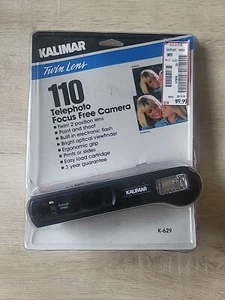 KALIMAR
Twin Lens
110
Telephoto
Focus Free Camera
• Twin/ 2 position lens
• Point and shoot
• Built-in electronic flash
• Bright optical viewfinder
• Ergonomic grip
• Prints or slides
• Easy load cartridge
• 3 year guarantee
$9.99
KALIMAR
K-629